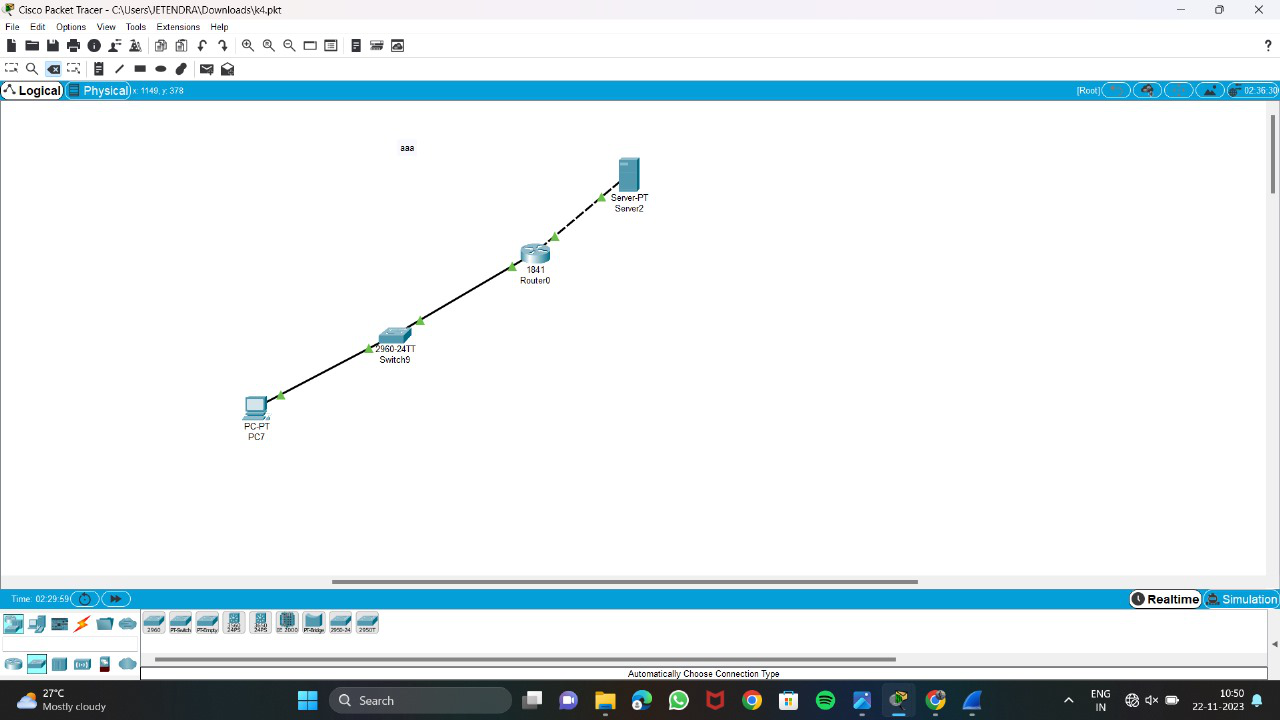 Cisco Packet Tracer - C:\Users\JETENDRA\Downloads\k4.pkt
File Edit Options View Tools Extensions Help
?
Logical Physical x: 1149, y: 378 [Root] 02:36:30
aaa
Server-PT
Server2
1841
Router0
2960-24TT
Switch9
PC-PT
PC7
Time: 02:29:59 Realtime Simulation
2960 PT-Switch PT-Empty 24PS 24PS IE 2000 PT-Bridge 2950-24 2950T
Automatically Choose Connection Type
27°C
Mostly cloudy
Search
ENG
IN
10:50
22-11-2023